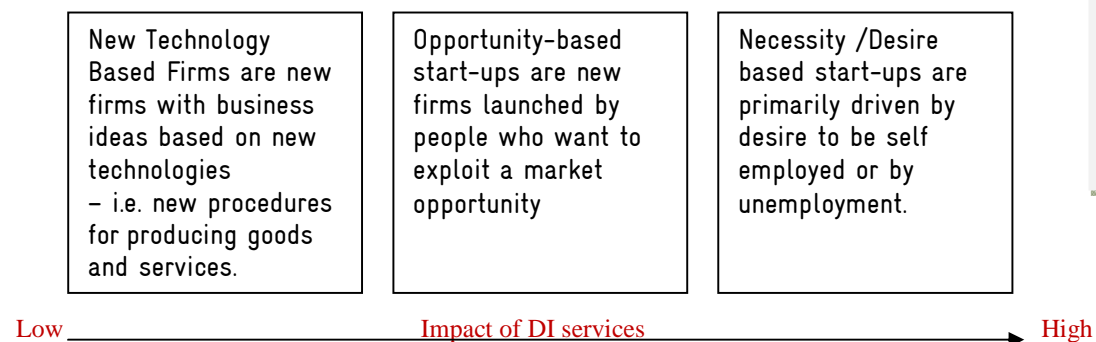 New Technology
Based Firms are new
firms with business
ideas based on new
technologies
– i.e. new procedures
for producing goods
and services.
Opportunity-based
start-ups are new
firms launched by
people who want to
exploit a market
opportunity
Necessity /Desire
based start-ups are
primarily driven by
desire to be self
employed or by
unemployment.
Low Impact of DI services High